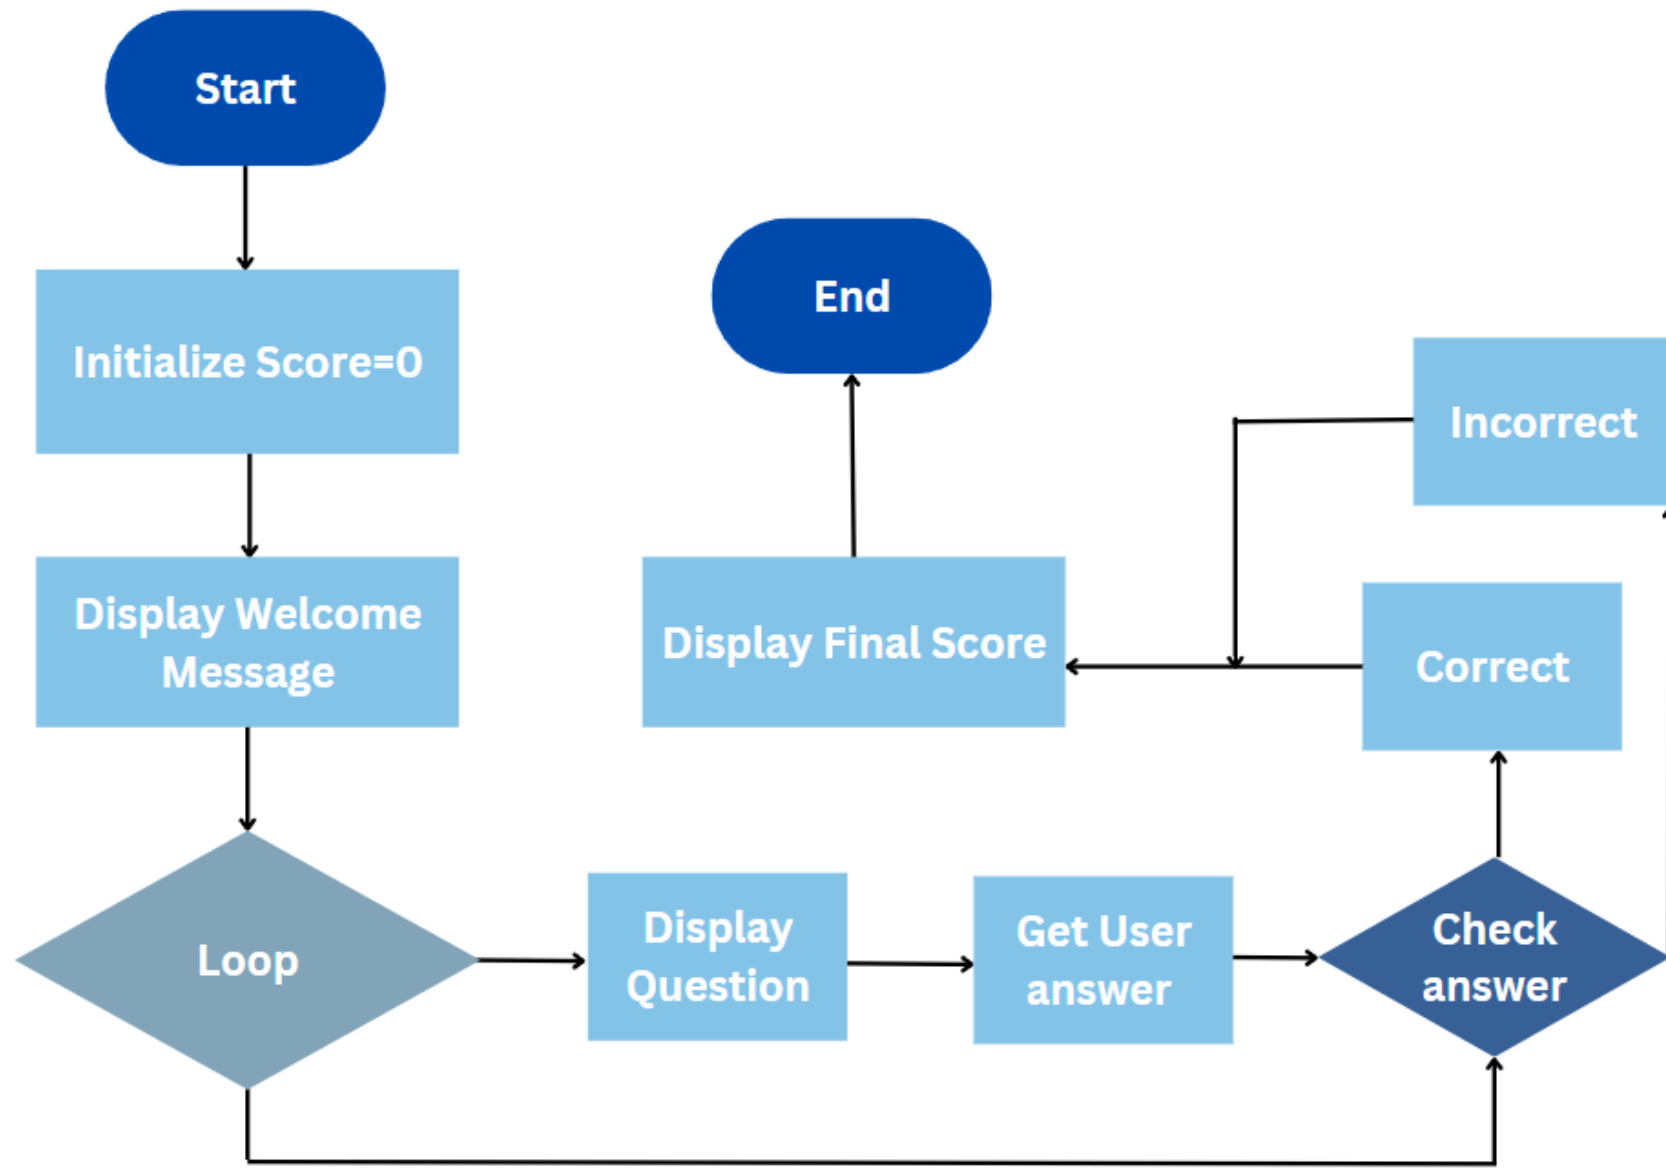 Start
Initialize Score=0
Display Welcome
Message
Loop
Display
Question
Get User
answer
Check
answer
Correct
Incorrect
Display Final Score
End